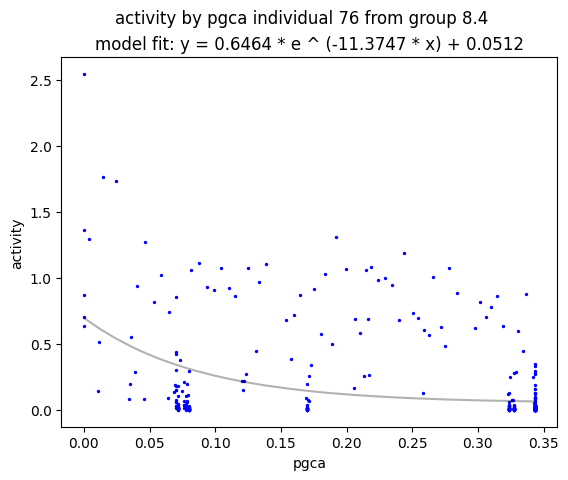 activity by pgca individual 76 from group 8.4
model fit: y = 0.6464 * e ^ (-11.3747 * x) + 0.0512
2.5
2.0
1.5
1.0
0.5
0.0
activity
0.00 0.05 0.10 0.15 0.20 0.25 0.30 0.35
pgca